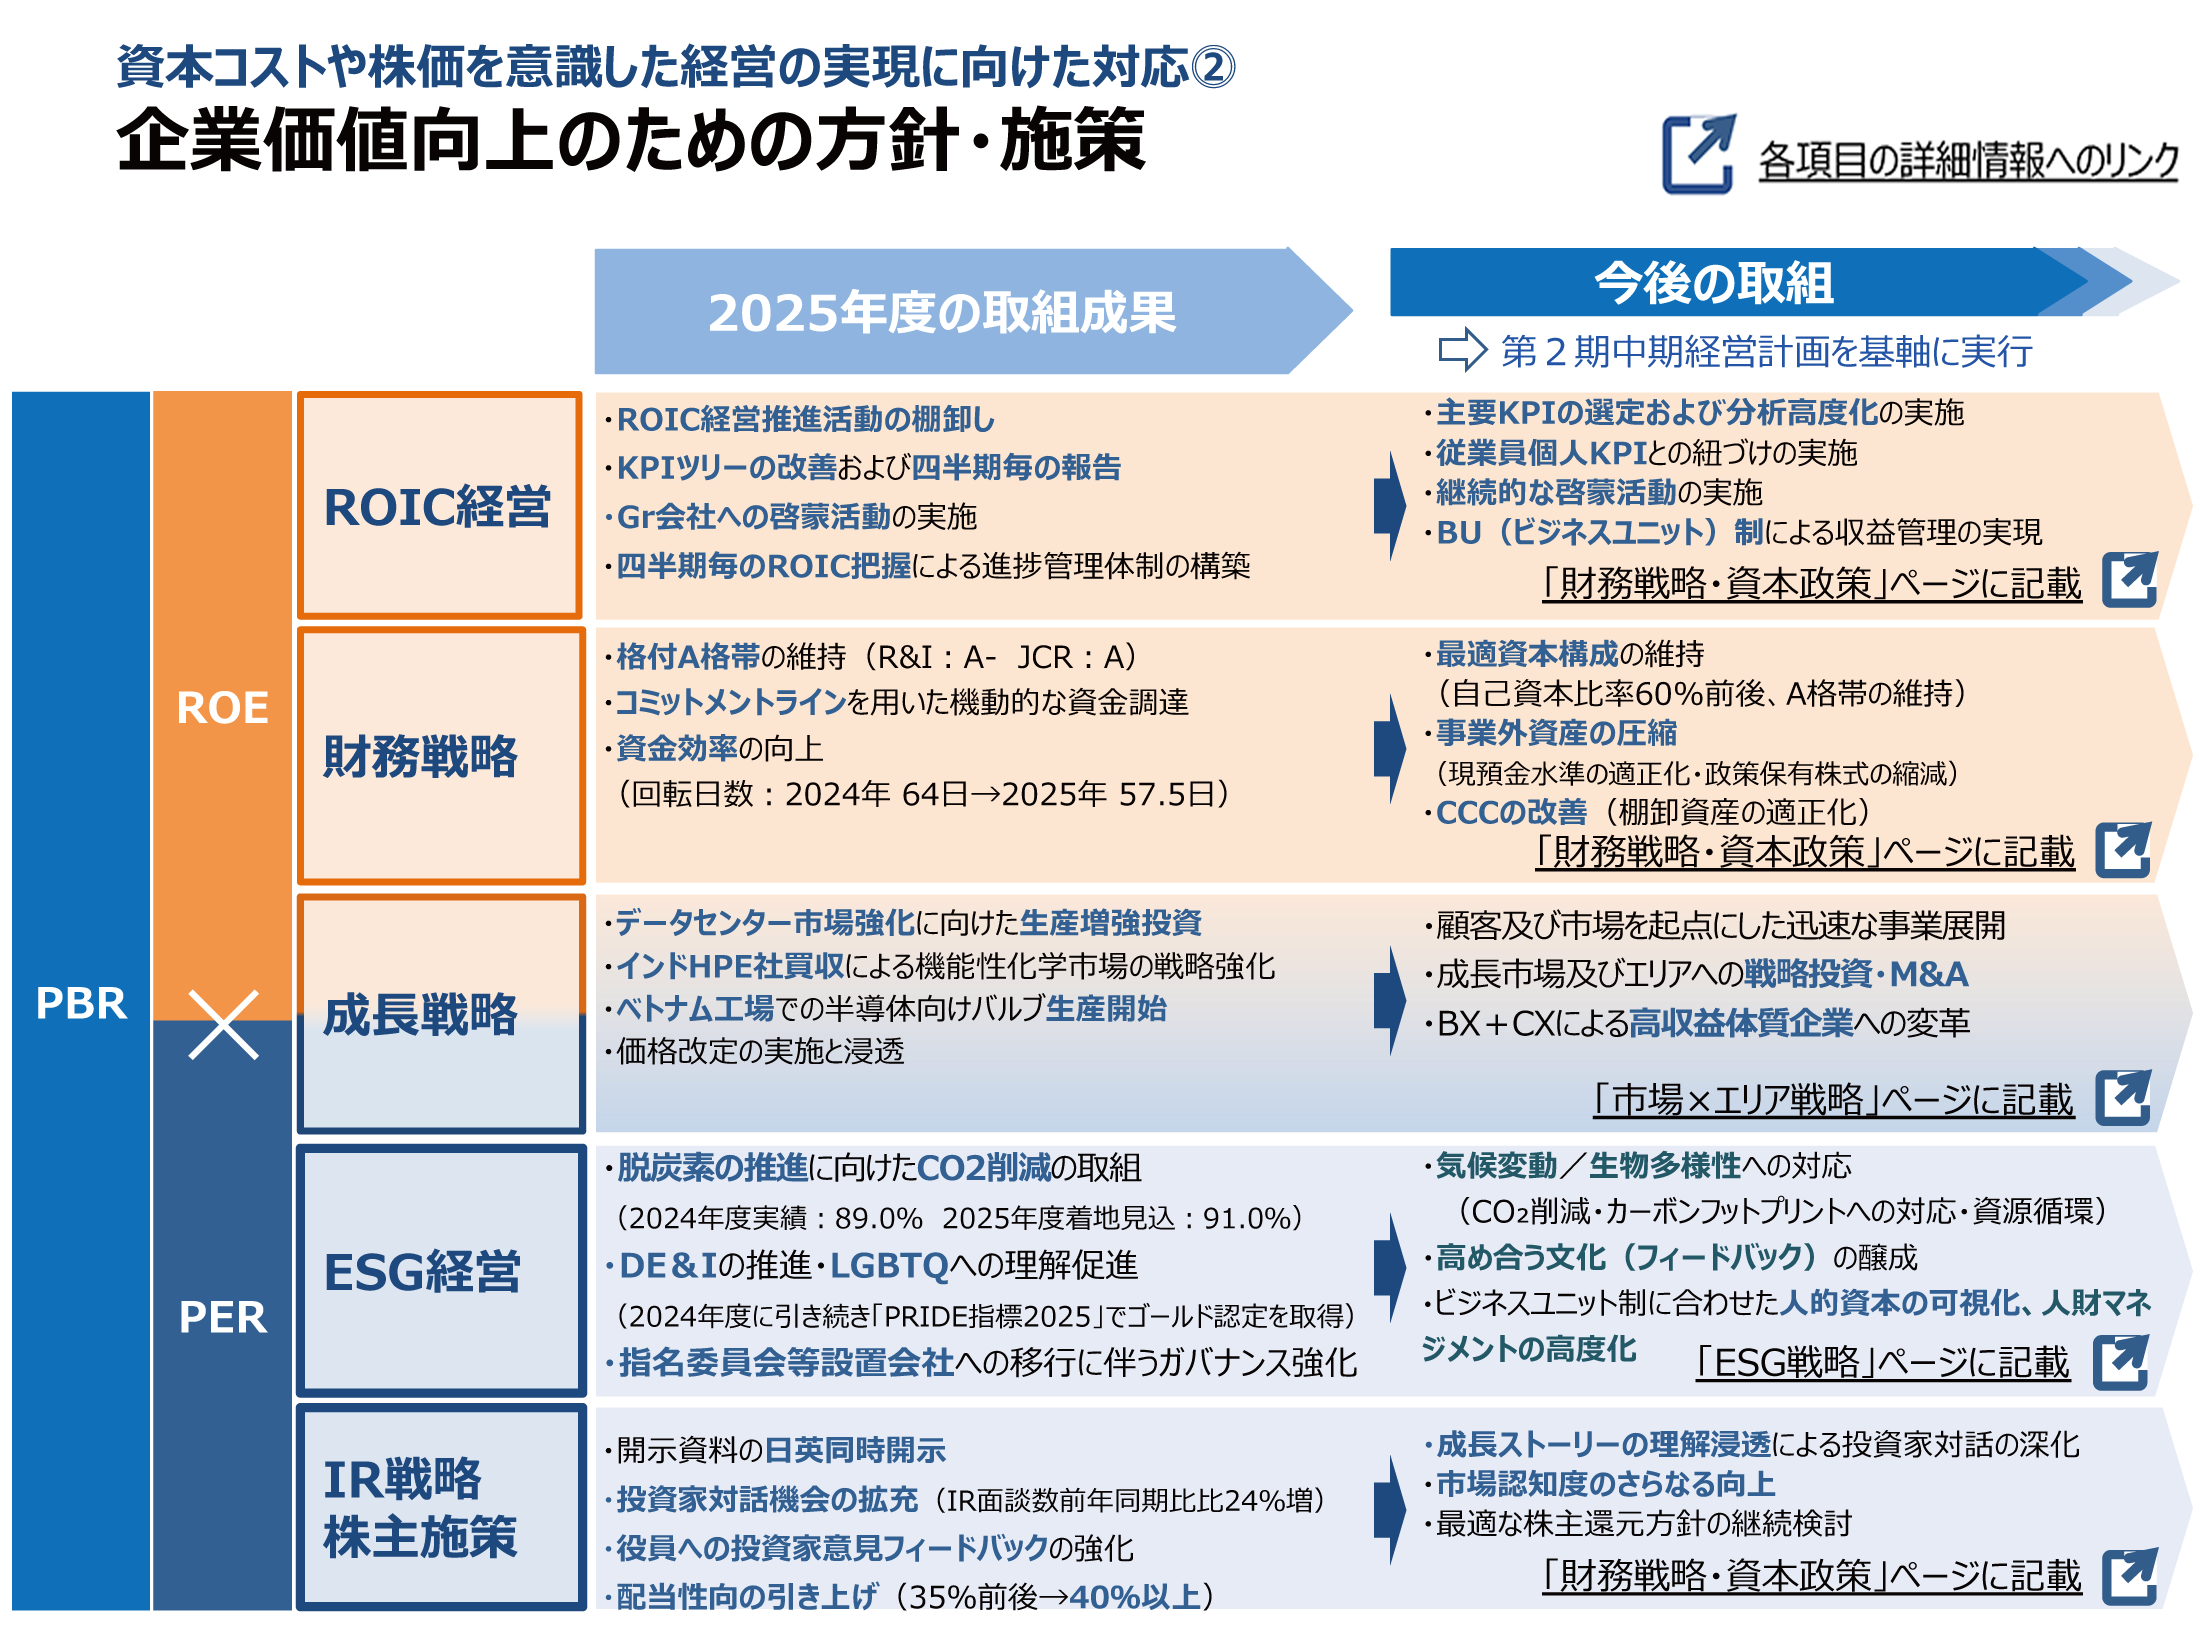 資本コストや株価を意識した経営の実現に向けた対応②
企業価値向上のための方針・施策
各項目の詳細情報へのリンク
2025年度の取組成果
今後の取組
第２期中期経営計画を基軸に実行
PBR
ROE
×
PER
ROIC経営
・ROIC経営推進活動の棚卸し
・KPIツリーの改善および四半期毎の報告
・Gr会社への啓蒙活動の実施
・四半期毎のROIC把握による進捗管理体制の構築
・主要KPIの選定および分析高度化の実施
・従業員個人KPIとの紐づけの実施
・継続的な啓蒙活動の実施
・BU（ビジネスユニット）制による収益管理の実現
「財務戦略・資本政策」ページに記載
財務戦略
・格付A格帯の維持（R&I：A- JCR：A）
・コミットメントラインを用いた機動的な資金調達
・資金効率の向上
（回転日数：2024年 64日→2025年 57.5日）
・最適資本構成の維持
（自己資本比率60%前後、A格帯の維持）
・事業外資産の圧縮
（現預金水準の適正化・政策保有株式の縮減）
・CCCの改善（棚卸資産の適正化）
「財務戦略・資本政策」ページに記載
成長戦略
・データセンター市場強化に向けた生産増強投資
・インドHPE社買収による機能性化学市場の戦略強化
・ベトナム工場での半導体向けバルブ生産開始
・価格改定の実施と浸透
・顧客及び市場を起点にした迅速な事業展開
・成長市場及びエリアへの戦略投資・M&A
・BX＋CXによる高収益体質企業への変革
「市場×エリア戦略」ページに記載
ESG経営
・脱炭素の推進に向けたCO2削減の取組
（2024年度実績：89.0% 2025年度着地見込：91.0%）
・DE＆Iの推進・LGBTQへの理解促進
（2024年度に引き続き「PRIDE指標2025」でゴールド認定を取得）
・指名委員会等設置会社への移行に伴うガバナンス強化
・気候変動／生物多様性への対応
（CO₂削減・カーボンフットプリントへの対応・資源循環）
・高め合う文化（フィードバック）の醸成
・ビジネスユニット制に合わせた人的資本の可視化、人財マネ
ジメントの高度化
「ESG戦略」ページに記載
IR戦略
株主施策
・開示資料の日英同時開示
・投資家対話機会の拡充（IR面談数前年同期比比24%増）
・役員への投資家意見フィードバックの強化
・配当性向の引き上げ（35%前後→40%以上）
・成長ストーリーの理解浸透による投資家対話の深化
・市場認知度のさらなる向上
・最適な株主還元方針の継続検討
「財務戦略・資本政策」ページに記載